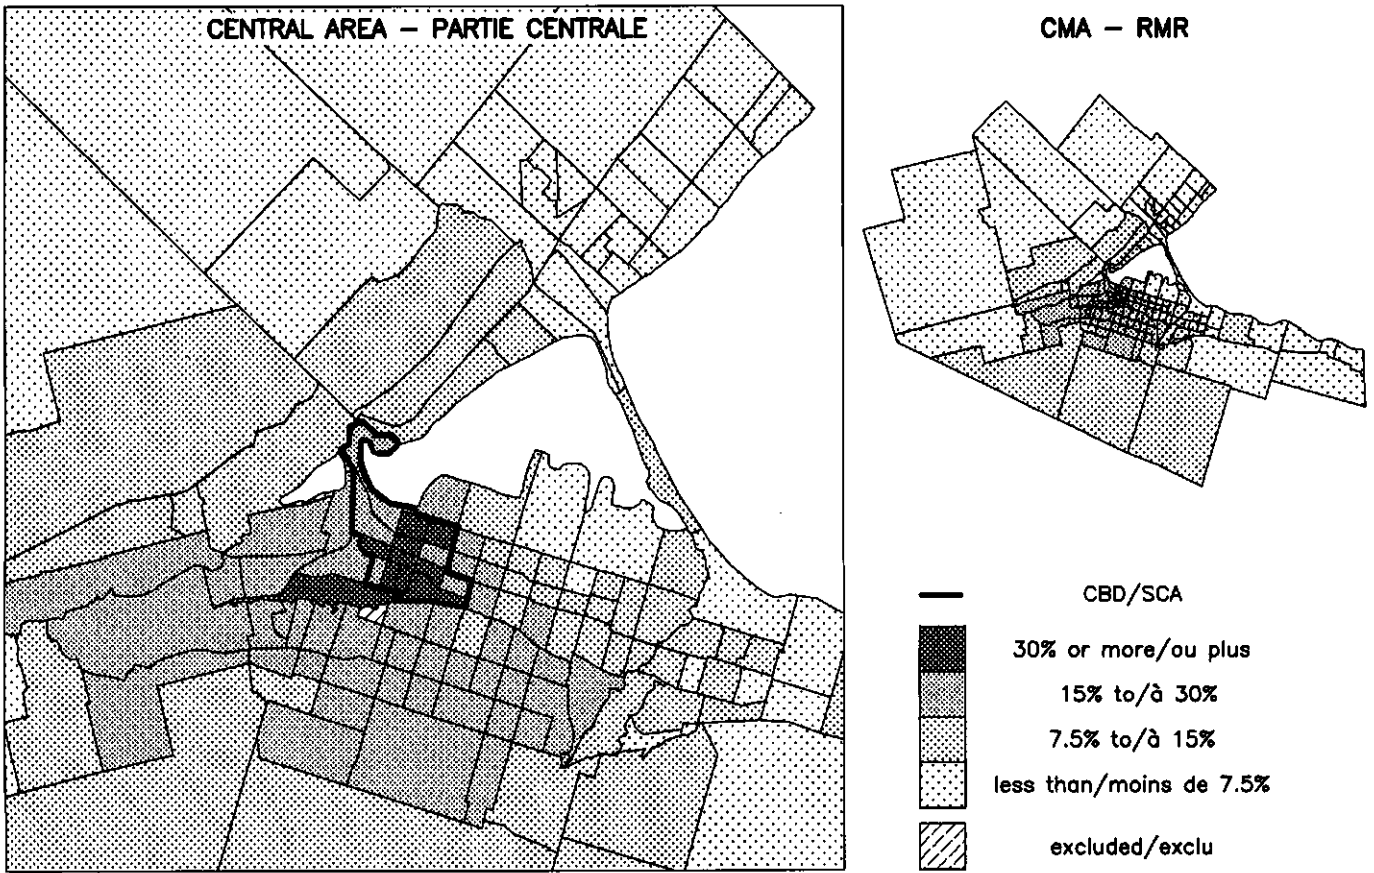 CENTRAL AREA – PARTIE CENTRALE
CMA – RMR
CBD/SCA
30% or more/ou plus
15% to/à 30%
7.5% to/à 15%
less than/moins de 7.5%
excluded/exclu